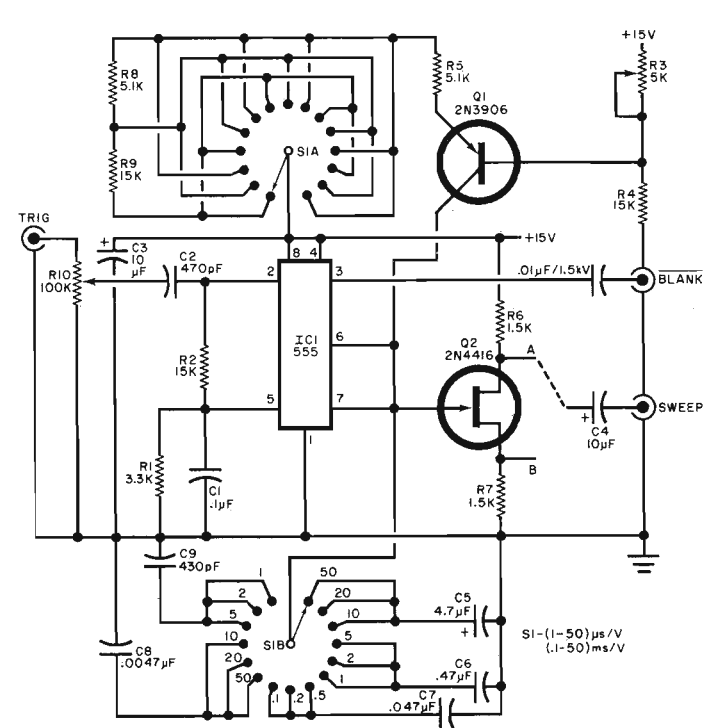 +15V
R8
5.1K
R5
5.1K
R3
5K
Q1
2N3906
S1A
R9
15K
R4
15K
TRIG
+
C3
10
μF
C2
470pF
+15V
R10
100K
8 4
2
3
.01μF/1.5kV
BLANK
IC1
555
R6
1.5K
R2
15K
6
Q2
2N4416
A
5
7
SWEEP
+
C4
10μF
1
R1
3.3K
B
C1
.1μF
R7
1.5K
C9
430pF
1
50
2
20
5
10
C5
4.7μF
+
10
S1B
5
S1-(1-50)μs/V
(.1-50)ms/V
C8
.0047μF
20
2
C6
.47μF
50
1
.1 .2 .5
C7
.047μF